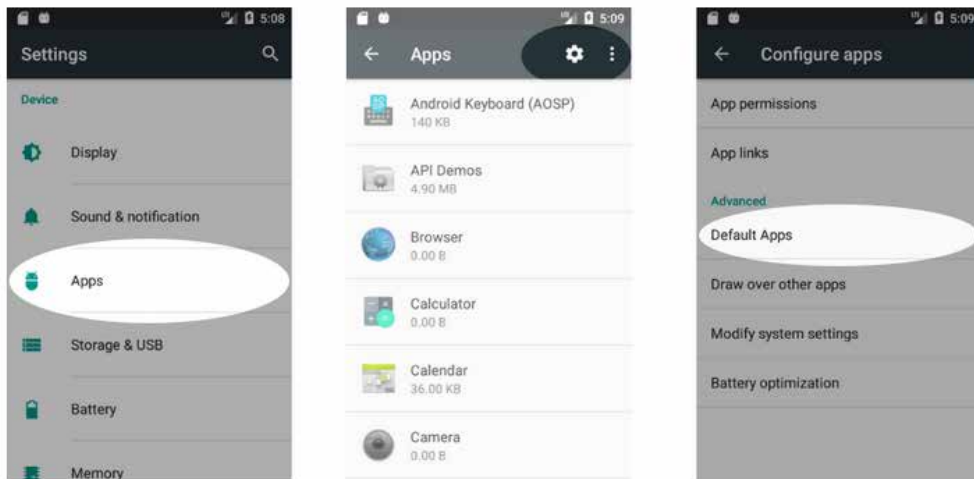 5:08
Settings
Device
Display
Sound & notification
Apps
Storage & USB
Battery
Memory
5:09
Apps
Android Keyboard (AOSP)
140 KB
API Demos
4.90 MB
Browser
0.00 B
Calculator
0.00 B
Calendar
36.00 KB
Camera
0.00 B
5:09
Configure apps
App permissions
App links
Advanced
Default Apps
Draw over other apps
Modify system settings
Battery optimization